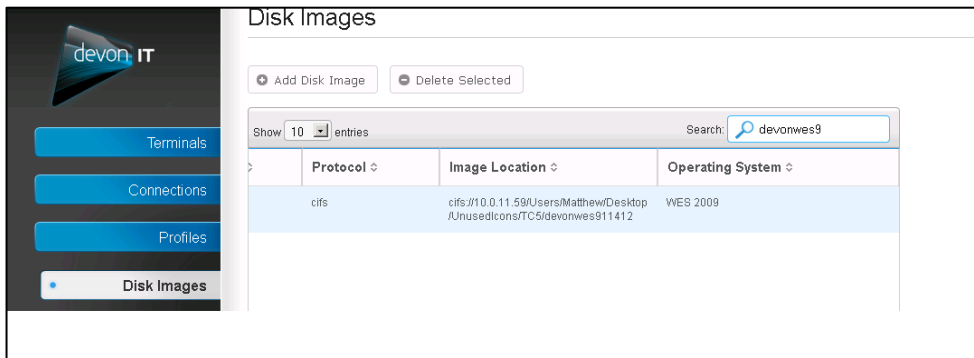 Disk Images
devon IT
Add Disk Image
Delete Selected
Show 10 entries
Search: devonwes9
Terminals
Connections
Profiles
Disk Images
Protocol
Image Location
Operating System
cifs
cifs://10.0.11.59/Users/Matthew/Desktop
/UnusedIcons/TC5/devonwes911412
WES 2009